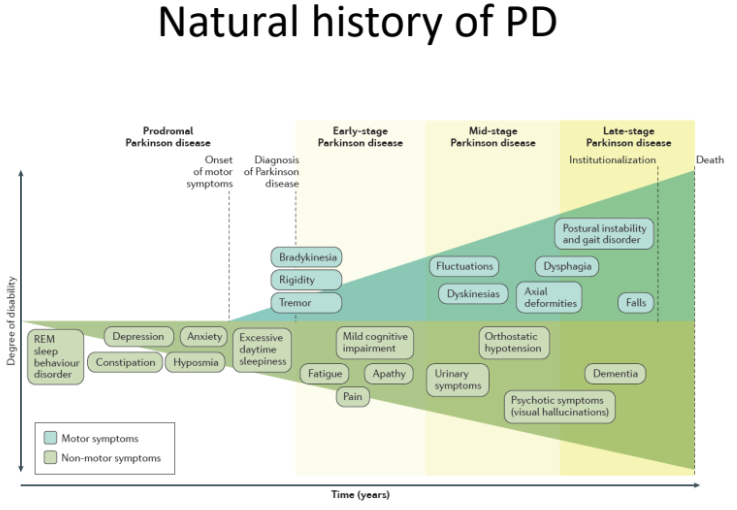 Natural history of PD
Prodromal
Parkinson disease
Early-stage
Parkinson disease
Mid-stage
Parkinson disease
Late-stage
Parkinson disease
Onset
of motor
symptoms
Diagnosis
of Parkinson
disease
Institutionalization
Death
Degree of disability
Postural instability
and gait disorder
Bradykinesia
Rigidity
Tremor
Fluctuations
Dysphagia
Dyskinesias
Axial
deformities
Falls
REM
sleep
behaviour
disorder
Depression
Anxiety
Constipation
Hyposmia
Excessive
daytime
sleepiness
Mild cognitive
impairment
Fatigue
Apathy
Pain
Orthostatic
hypotension
Urinary
symptoms
Dementia
Psychotic symptoms
(visual hallucinations)
Motor symptoms
Non-motor symptoms
Time (years)